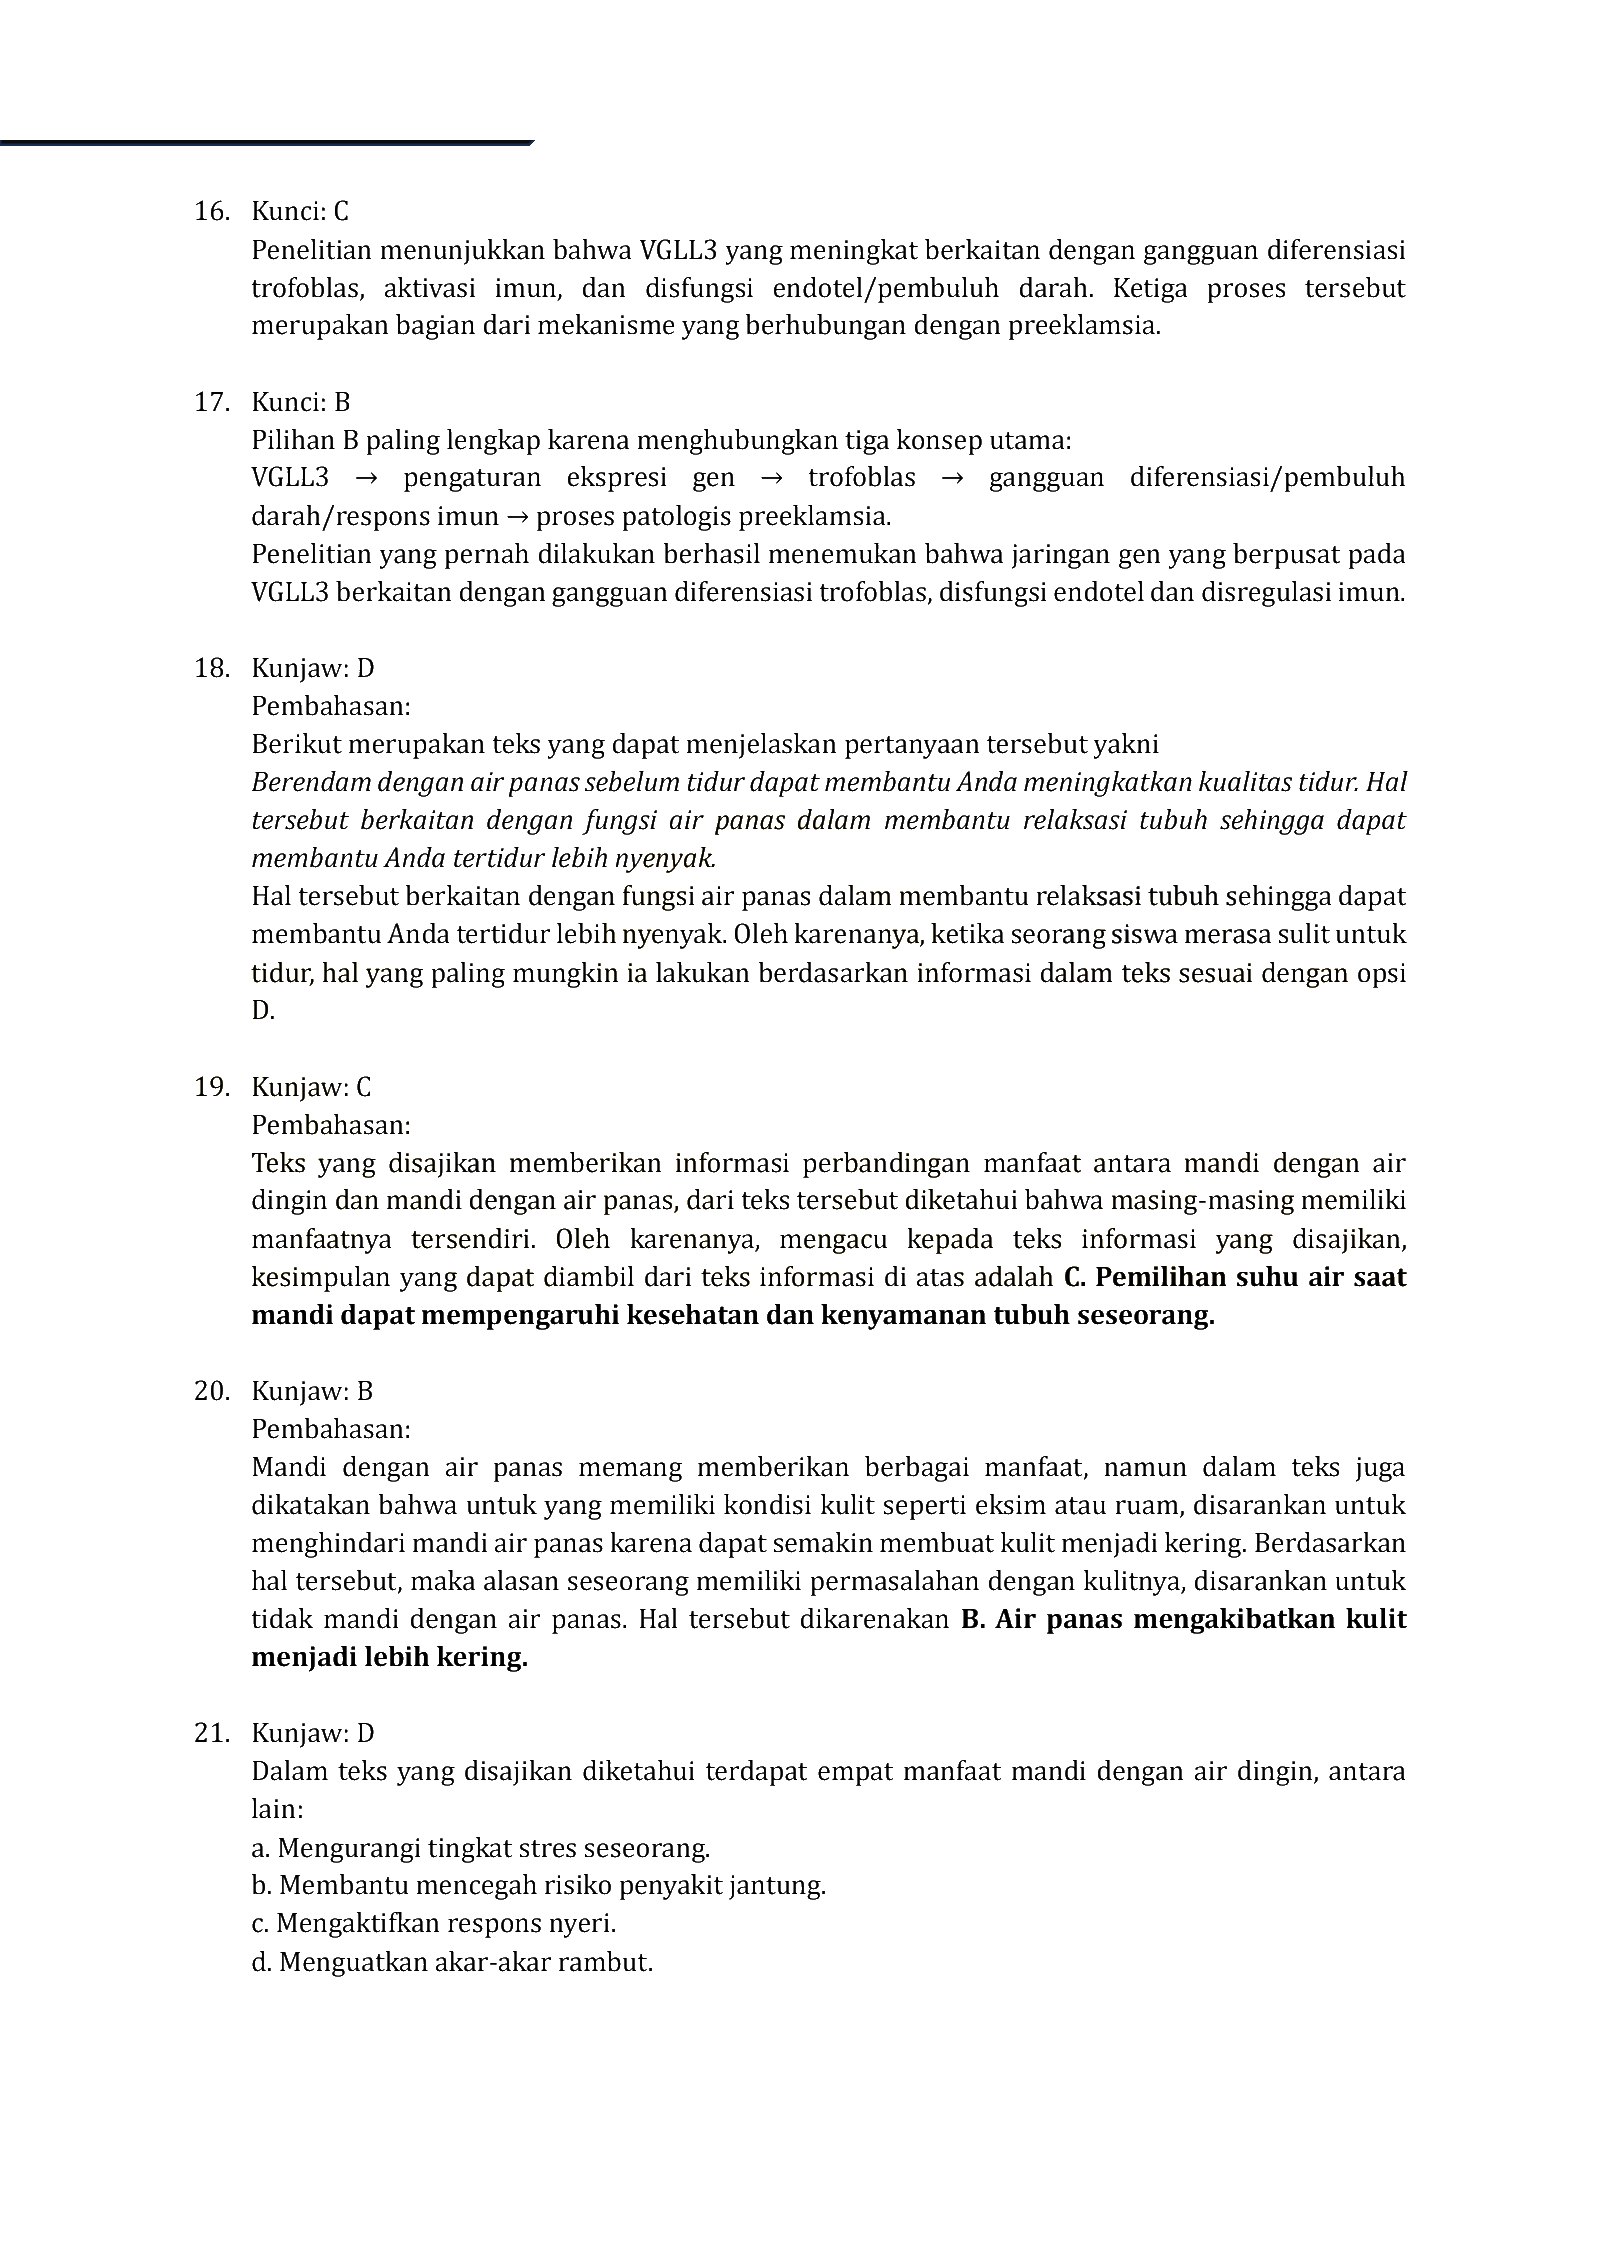 16. Kunci: C
Penelitian menunjukkan bahwa VGLL3 yang meningkat berkaitan dengan gangguan diferensiasi
trofoblas, aktivasi imun, dan disfungsi endotel/pembuluh darah. Ketiga proses tersebut
merupakan bagian dari mekanisme yang berhubungan dengan preeklamsia.
17. Kunci: B
Pilihan B paling lengkap karena menghubungkan tiga konsep utama:
VGLL3 → pengaturan ekspresi gen → trofoblas → gangguan diferensiasi/pembuluh
darah/respons imun → proses patologis preeklamsia.
Penelitian yang pernah dilakukan berhasil menemukan bahwa jaringan gen yang berpusat pada
VGLL3 berkaitan dengan gangguan diferensiasi trofoblas, disfungsi endotel dan disregulasi imun.
18. Kunjaw: D
Pembahasan:
Berikut merupakan teks yang dapat menjelaskan pertanyaan tersebut yakni
Berendam dengan air panas sebelum tidur dapat membantu Anda meningkatkan kualitas tidur. Hal
tersebut berkaitan dengan fungsi air panas dalam membantu relaksasi tubuh sehingga dapat
membantu Anda tertidur lebih nyenyak.
Hal tersebut berkaitan dengan fungsi air panas dalam membantu relaksasi tubuh sehingga dapat
membantu Anda tertidur lebih nyenyak. Oleh karenanya, ketika seorang siswa merasa sulit untuk
tidur, hal yang paling mungkin ia lakukan berdasarkan informasi dalam teks sesuai dengan opsi
D.
19. Kunjaw: C
Pembahasan:
Teks yang disajikan memberikan informasi perbandingan manfaat antara mandi dengan air
dingin dan mandi dengan air panas, dari teks tersebut diketahui bahwa masing-masing memiliki
manfaatnya tersendiri. Oleh karenanya, mengacu kepada teks informasi yang disajikan,
kesimpulan yang dapat diambil dari teks informasi di atas adalah C. Pemilihan suhu air saat
mandi dapat mempengaruhi kesehatan dan kenyamanan tubuh seseorang.
20. Kunjaw: B
Pembahasan:
Mandi dengan air panas memang memberikan berbagai manfaat, namun dalam teks juga
dikatakan bahwa untuk yang memiliki kondisi kulit seperti eksim atau ruam, disarankan untuk
menghindari mandi air panas karena dapat semakin membuat kulit menjadi kering. Berdasarkan
hal tersebut, maka alasan seseorang memiliki permasalahan dengan kulitnya, disarankan untuk
tidak mandi dengan air panas. Hal tersebut dikarenakan B. Air panas mengakibatkan kulit
menjadi lebih kering.
21. Kunjaw: D
Dalam teks yang disajikan diketahui terdapat empat manfaat mandi dengan air dingin, antara
lain:
a. Mengurangi tingkat stres seseorang.
b. Membantu mencegah risiko penyakit jantung.
c. Mengaktifkan respons nyeri.
d. Menguatkan akar-akar rambut.